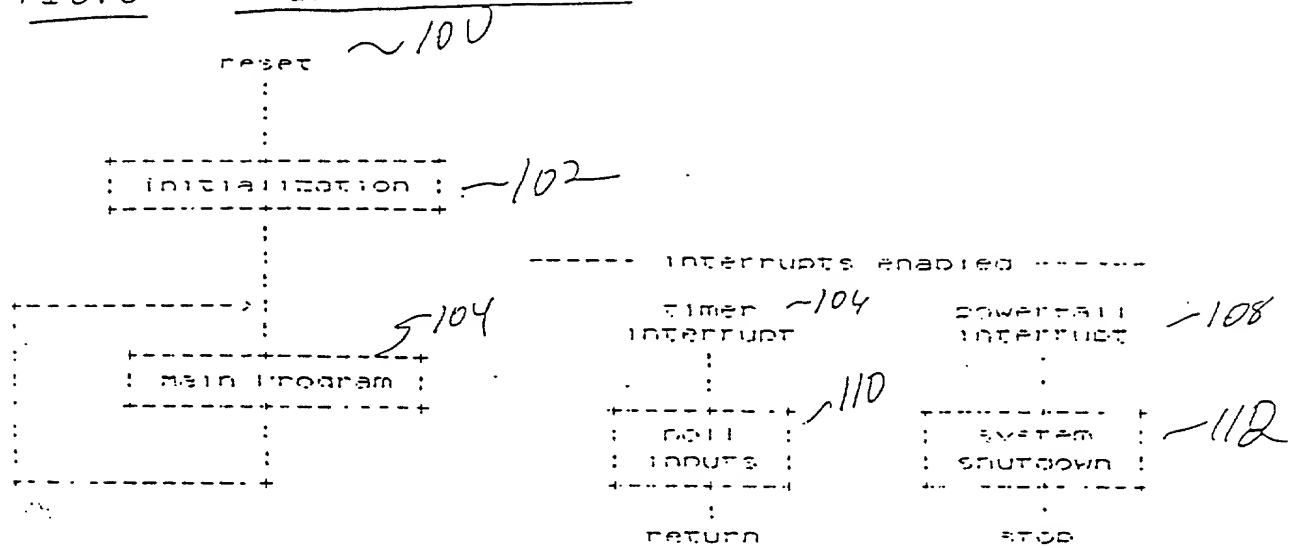 reset ~100
initialization ~102
------ interrupts enabled ------
timer ~104
interrupt
powerfail
interrupt ~108
104
Main Program
poll
inputs
110
system
shutdown
~112
return
stop